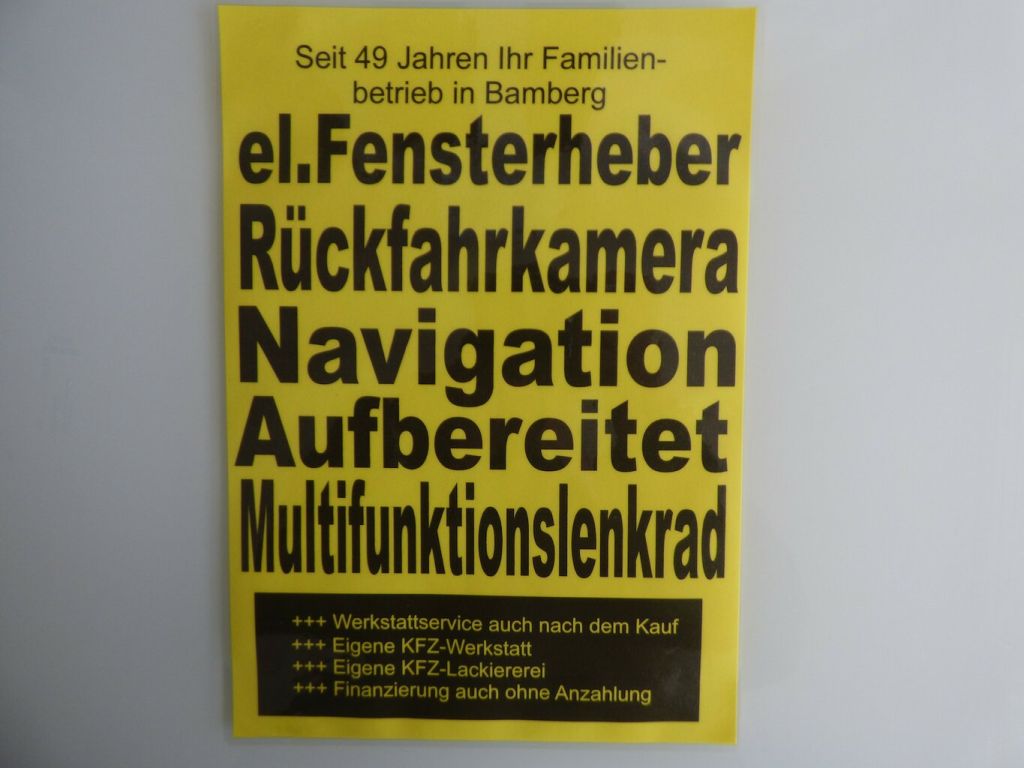 Seit 49 Jahren Ihr Familien-
betrieb in Bamberg
el.Fensterheber
Rückfahrkamera
Navigation
Aufbereitet
Multifunktionslenkrad
+++ Werkstattservice auch nach dem Kauf
+++ Eigene KFZ-Werkstatt
+++ Eigene KFZ-Lackiererei
+++ Finanzierung auch ohne Anzahlung